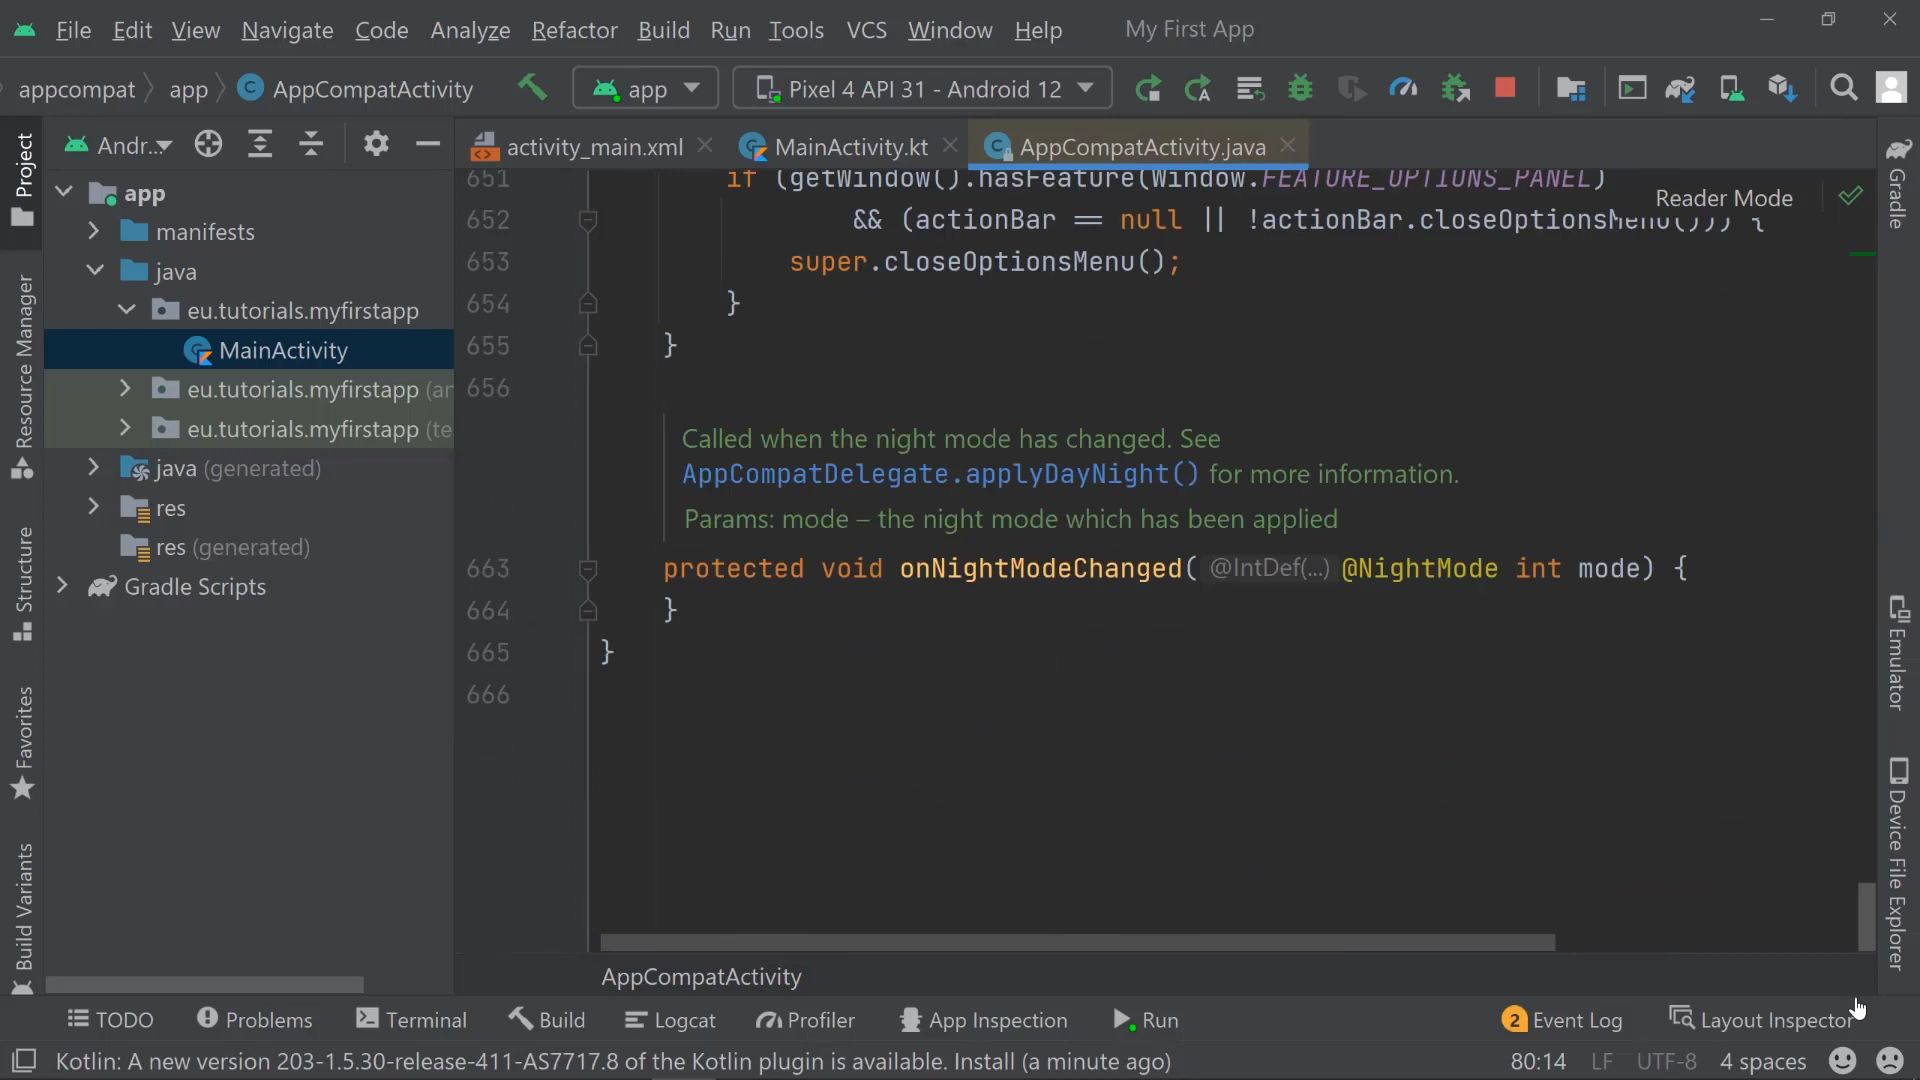 File Edit View Navigate Code Analyze Refactor Build Run Tools VCS Window Help My First App
appcompat app AppCompatActivity app Pixel 4 API 31 - Android 12
Andr... activity_main.xml MainActivity.kt AppCompatActivity.java
Project
Resource Manager
Structure
Favorites
Build Variants
app
manifests
java
eu.tutorials.myfirstapp
MainActivity
eu.tutorials.myfirstapp (ar
eu.tutorials.myfirstapp (te
java (generated)
res
res (generated)
Gradle Scripts
Reader Mode
651 if (getWindow().hasFeature(Window.FEATURE_OPTIONS_PANEL)
652 && (actionBar == null || !actionBar.closeOptionsMenu())) {
653 super.closeOptionsMenu();
654 }
655 }
656
Called when the night mode has changed. See
AppCompatDelegate.applyDayNight() for more information.
Params: mode – the night mode which has been applied
663 protected void onNightModeChanged( @IntDef(...) @NightMode int mode) {
664 }
665 }
666
AppCompatActivity
Gradle
Emulator
Device File Explorer
TODO Problems Terminal Build Logcat Profiler App Inspection Run 2 Event Log Layout Inspector
Kotlin: A new version 203-1.5.30-release-411-AS7717.8 of the Kotlin plugin is available. Install (a minute ago) 80:14 LF UTF-8 4 spaces